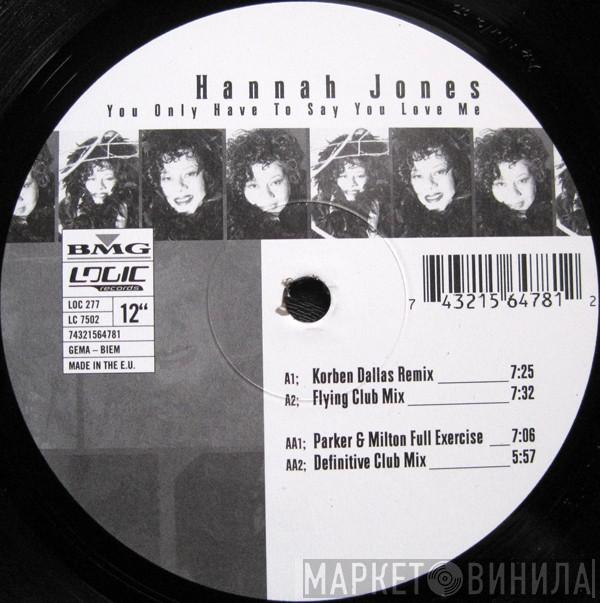 Hannah Jones
You Only Have To Say You Love Me
BMG
LOGIC
records
LOC 277
LC 7502
12“
74321564781
GEMA – BIEM
MADE IN THE E.U.
7 43215 64781 2
A1; Korben Dallas Remix 7:25
A2; Flying Club Mix 7:32
AA1; Parker & Milton Full Exercise 7:06
AA2; Definitive Club Mix 5:57
МАРКЕТ ВИНИЛА